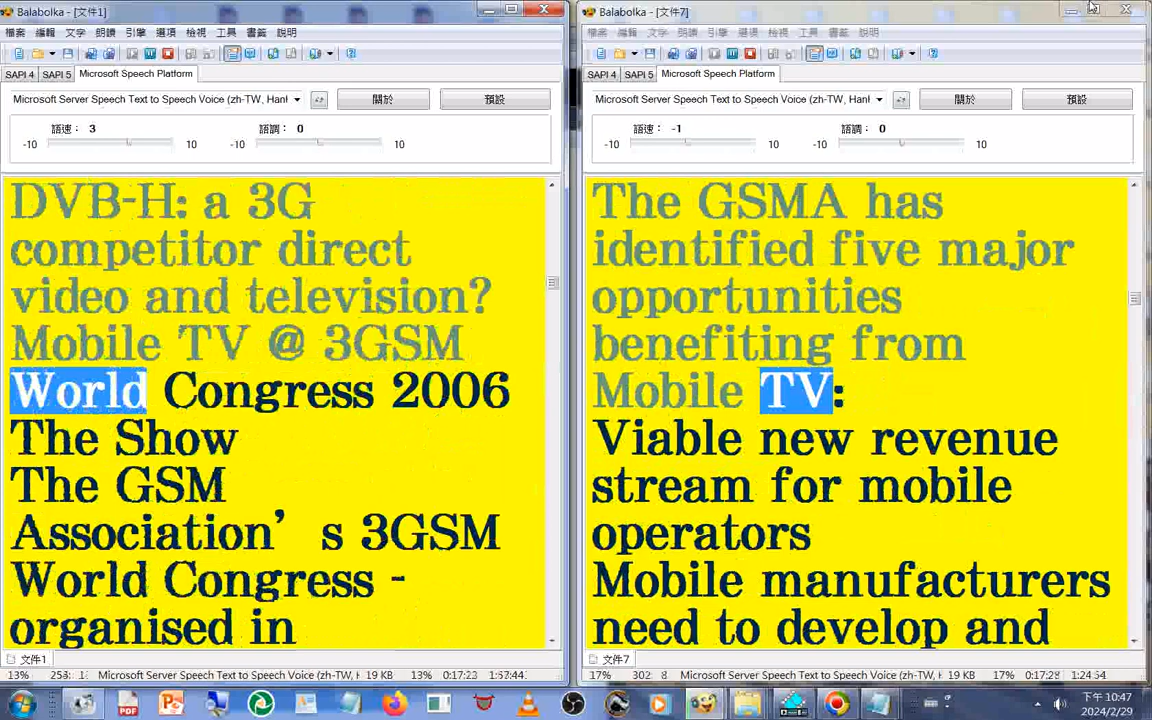 Balabolka - [文件1]
檔案 編輯 文字 朗讀 引擎 選項 檢視 工具 書籤 說明
SAPI 4 SAPI 5 Microsoft Speech Platform
Microsoft Server Speech Text to Speech Voice (zh-TW, Hanl
關於 預設
語速： 3 語調： 0
-10 10 -10 10
DVB-H: a 3G
competitor direct
video and television?
Mobile TV @ 3GSM
World Congress 2006
The Show
The GSM
Association’s 3GSM
World Congress -
organised in
文件1
13% Microsoft Server Speech Text to Speech Voice (zh-TW, H 19 KB 13% 0:17:23 1:57:44
Balabolka - [文件7]
檔案 編輯 文字 朗讀 引擎 選項 檢視 工具 書籤 說明
SAPI 4 SAPI 5 Microsoft Speech Platform
Microsoft Server Speech Text to Speech Voice (zh-TW, Hanl
關於 預設
語速： -1 語調： 0
-10 10 -10 10
The GSMA has
identified five major
opportunities
benefiting from
Mobile TV:
Viable new revenue
stream for mobile
operators
Mobile manufacturers
need to develop and
文件7
17% 302: 8 Microsoft Server Speech Text to Speech Voice (zh-TW, H 19 KB 17% 0:17:28 1:24:54
下午 10:47
2024/2/29